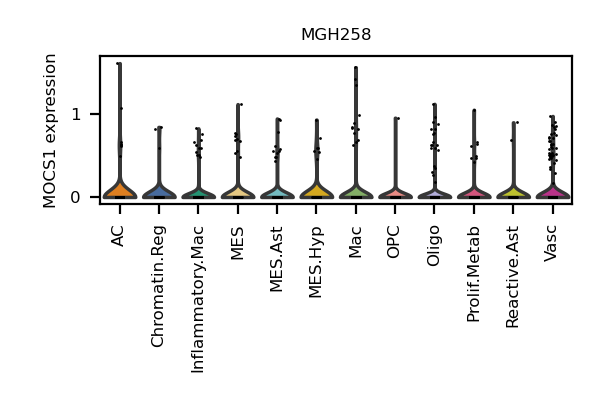 MGH258
MOCS1 expression
1
0
AC
Chromatin.Reg
Inflammatory.Mac
MES
MES.Ast
MES.Hyp
Mac
OPC
Oligo
Prolif.Metab
Reactive.Ast
Vasc